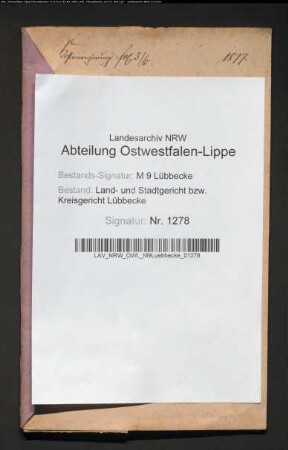 1877.
Landesarchiv NRW
Abteilung Ostwestfalen-Lippe
Bestands-Signatur: M 9 Lübbecke
Bestand: Land- und Stadtgericht bzw.
Kreisgericht Lübbecke
Signatur: Nr. 1278
LAV_NRW_OWL_M9Luebbecke_01278